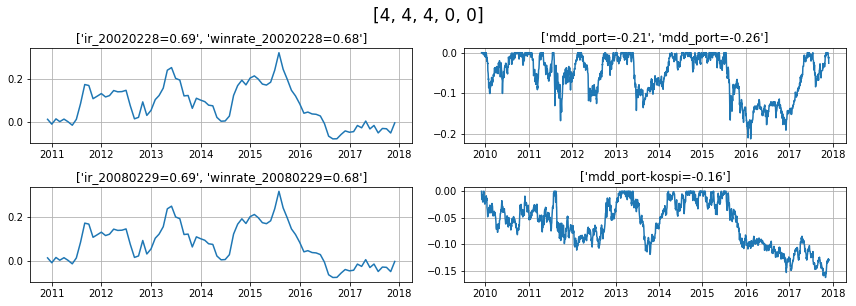 [4, 4, 4, 0, 0]
['ir_20020228=0.69', 'winrate_20020228=0.68']
0.2
0.0
2011 2012 2013 2014 2015 2016 2017 2018
['mdd_port=-0.21', 'mdd_port=-0.26']
0.0
−0.1
−0.2
2010 2011 2012 2013 2014 2015 2016 2017 2018
['ir_20080229=0.69', 'winrate_20080229=0.68']
0.2
0.0
2011 2012 2013 2014 2015 2016 2017 2018
['mdd_port-kospi=-0.16']
0.00
−0.05
−0.10
−0.15
2010 2011 2012 2013 2014 2015 2016 2017 2018